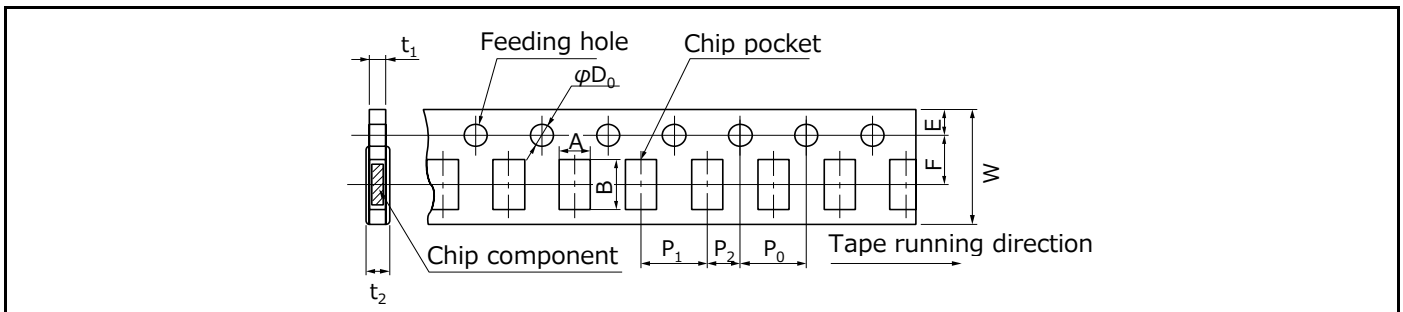 t1
Feeding hole
Chip pocket
φD0
A
E
F
W
B
P1
P2
P0
Tape running direction
Chip component
t2